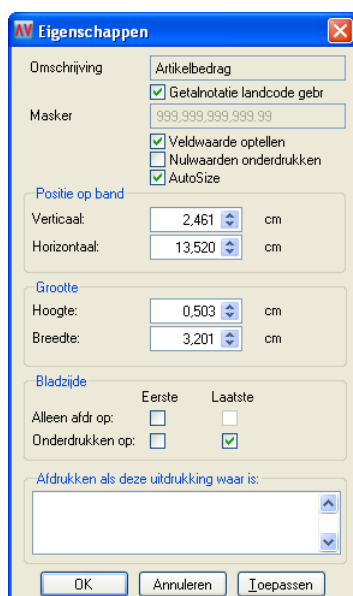 AV Eigenschappen
Omschrijving Artikelbedrag
Getalnotatie landcode gebr
Masker 999,999,999,999.99
Veldwaarde optellen
Nulwaarden onderdrukken
AutoSize
Positie op band
Verticaal: 2,461 cm
Horizontaal: 13,520 cm
Grootte
Hoogte: 0,503 cm
Breedte: 3,201 cm
Bladzijde
Eerste Laatste
Alleen afdr op:
Onderdrukken op:
Afdrukken als deze uitdrukking waar is:
OK Annuleren Toepassen